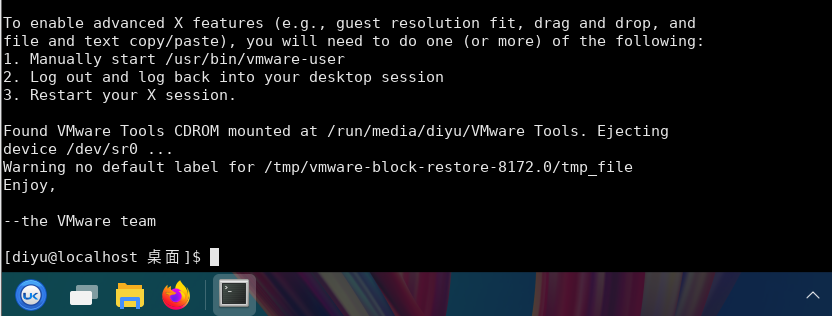 To enable advanced X features (e.g., guest resolution fit, drag and drop, and
file and text copy/paste), you will need to do one (or more) of the following:
1. Manually start /usr/bin/vmware-user
2. Log out and log back into your desktop session
3. Restart your X session.
Found VMware Tools CDROM mounted at /run/media/diyu/VMware Tools. Ejecting
device /dev/sr0 ...
Warning no default label for /tmp/vmware-block-restore-8172.0/tmp_file
Enjoy,
--the VMware team
[diyu@localhost 桌面]$
UK